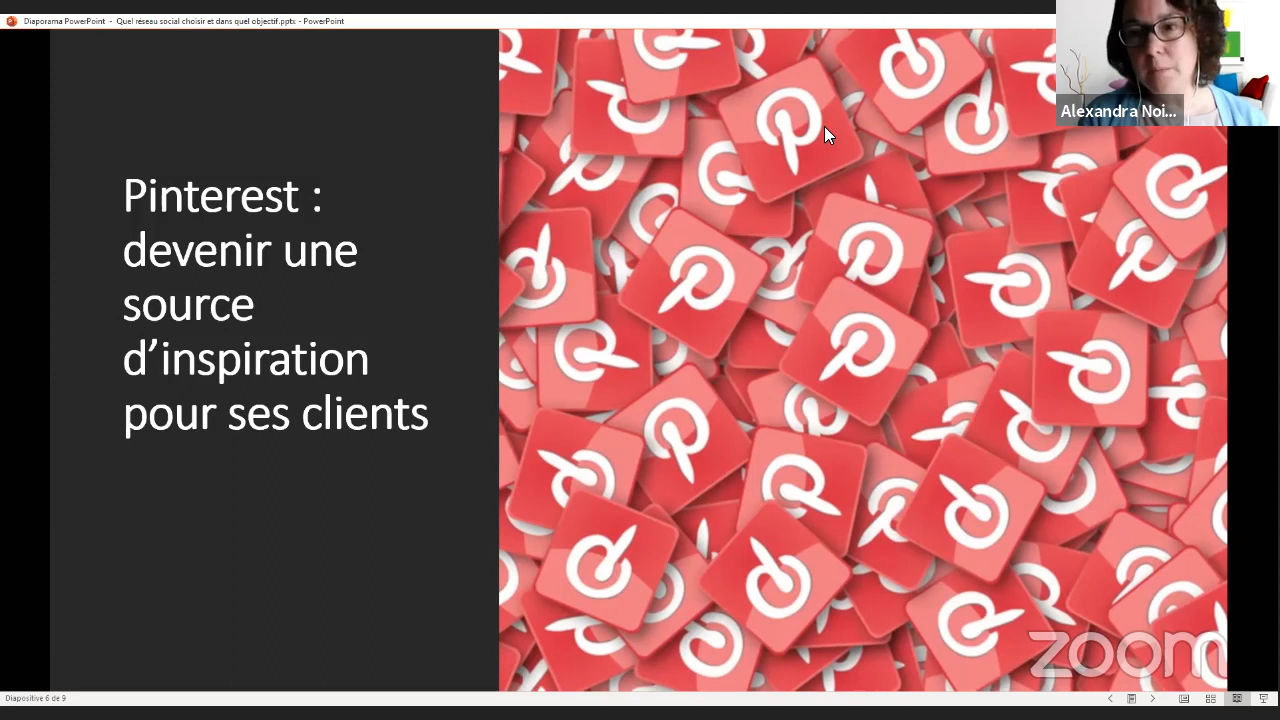 Diaporama PowerPoint - Quel réseau social choisir et dans quel objectif.pptx - PowerPoint
Alexandra Noi...
Pinterest :
devenir une
source
d’inspiration
pour ses clients
zoom
Diapositive 6 de 9